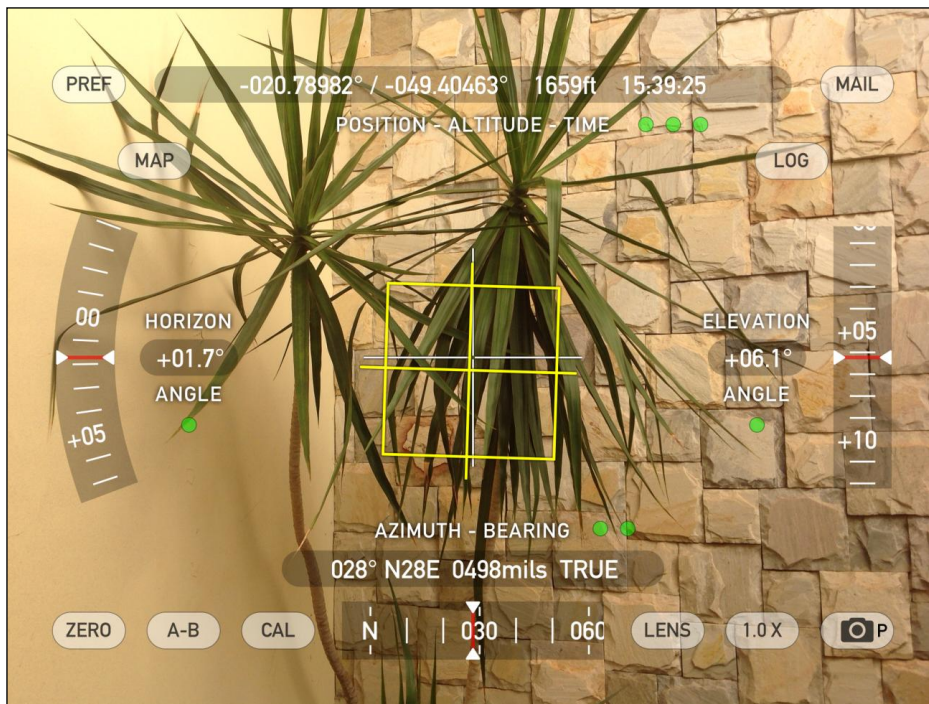 PREF
-020.78982° / -049.40463° 1659ft 15:39:25
MAIL
POSITION - ALTITUDE - TIME
MAP
LOG
00
HORIZON
+01.7°
ANGLE
+05
ELEVATION
+06.1°
ANGLE
+05
+10
AZIMUTH - BEARING
028° N28E 0498mils TRUE
ZERO
A-B
CAL
N 030 060
LENS
1.0 X
P